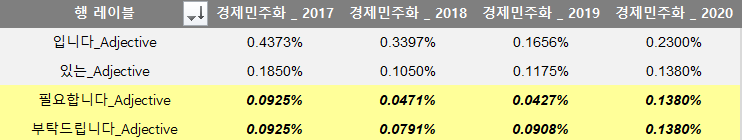 행 레이블 경제민주화 _ 2017 경제민주화 _ 2018 경제민주화 _ 2019 경제민주화 _ 2020
입니다_Adjective 0.4373% 0.3397% 0.1656% 0.2300%
있는_Adjective 0.1850% 0.1050% 0.1175% 0.1380%
필요합니다_Adjective 0.0925% 0.0471% 0.0427% 0.1380%
부탁드립니다_Adjective 0.0925% 0.0791% 0.0908% 0.1380%